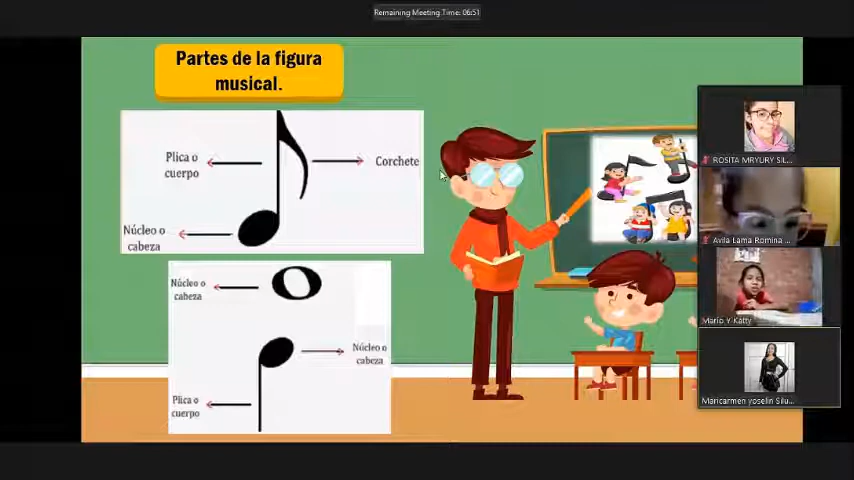 Remaining Meeting Time: 06:51
Partes de la figura
musical.
Plica o
cuerpo
Corchete
Núcleo o
cabeza
Núcleo o
cabeza
Núcleo o
cabeza
Plica o
cuerpo
ROSITA MRYURY SIL...
Avila Lama Romina ...
Mario Y Katty
Maricarmen yoselin Silu...